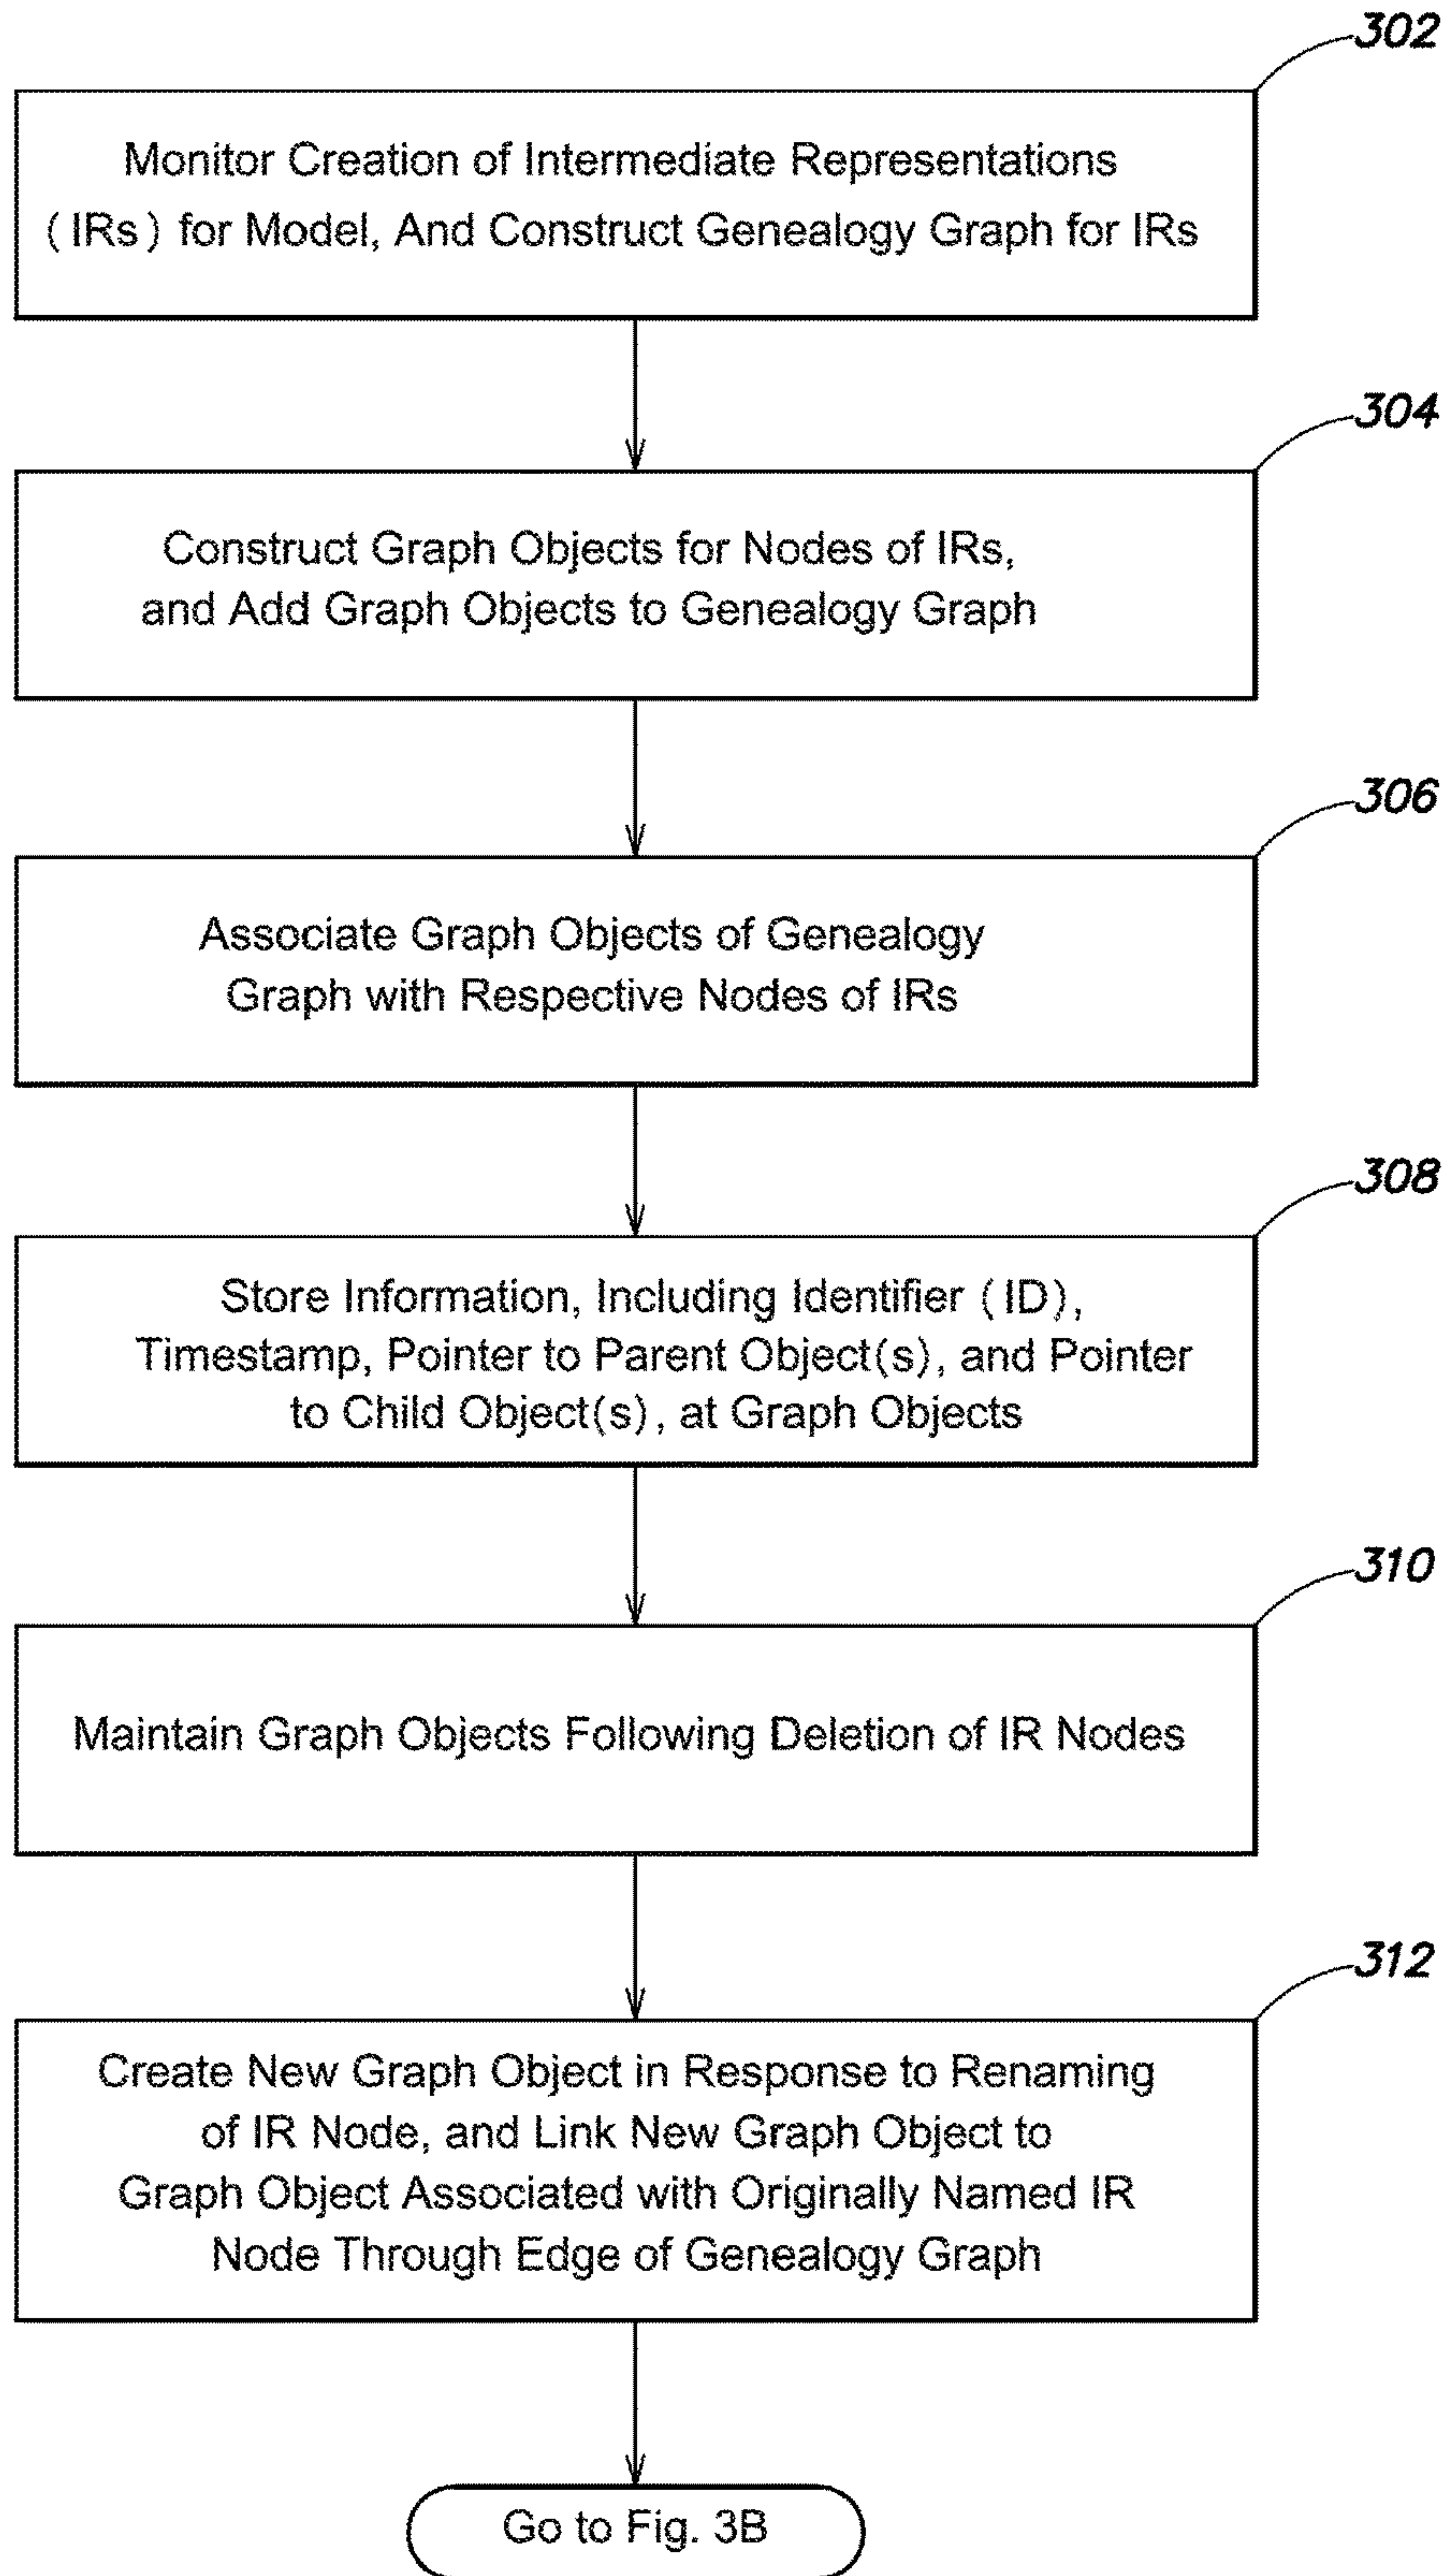 302
Monitor Creation of Intermediate Representations
(IRs) for Model, And Construct Genealogy Graph for IRs
304
Construct Graph Objects for Nodes of IRs,
and Add Graph Objects to Genealogy Graph
306
Associate Graph Objects of Genealogy
Graph with Respective Nodes of IRs
308
Store Information, Including Identifier (ID),
Timestamp, Pointer to Parent Object(s), and Pointer
to Child Object(s), at Graph Objects
310
Maintain Graph Objects Following Deletion of IR Nodes
312
Create New Graph Object in Response to Renaming
of IR Node, and Link New Graph Object to
Graph Object Associated with Originally Named IR
Node Through Edge of Genealogy Graph
Go to Fig. 3B